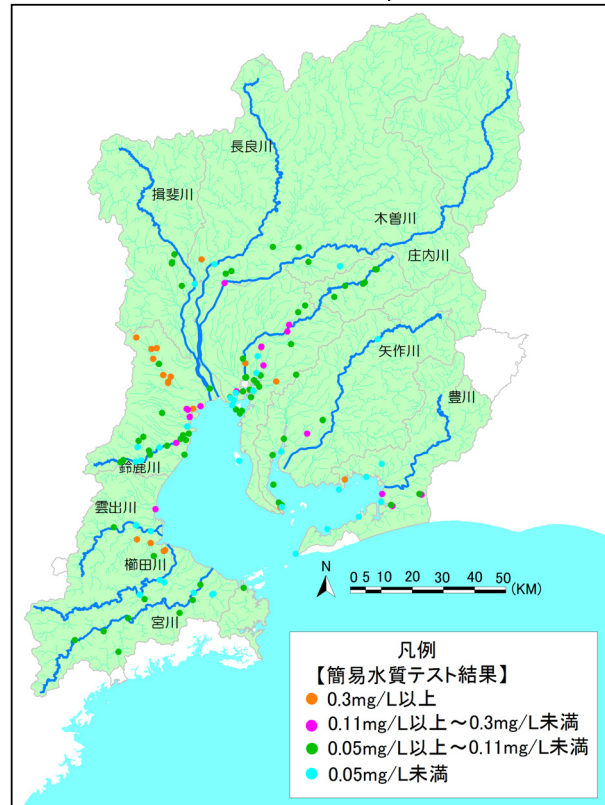 長良川
揖斐川
木曽川
庄内川
矢作川
豊川
鈴鹿川
雲出川
櫛田川
宮川
N
0 5 10 20 30 40 50
(KM)
凡例
【簡易水質テスト結果】
0.3mg/L以上
0.11mg/L以上～0.3mg/L未満
0.05mg/L以上～0.11mg/L未満
0.05mg/L未満